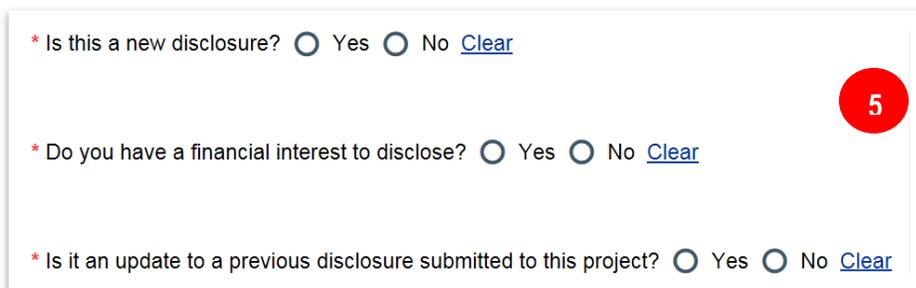 * Is this a new disclosure? Yes No Clear
5
* Do you have a financial interest to disclose? Yes No Clear
* Is it an update to a previous disclosure submitted to this project? Yes No Clear